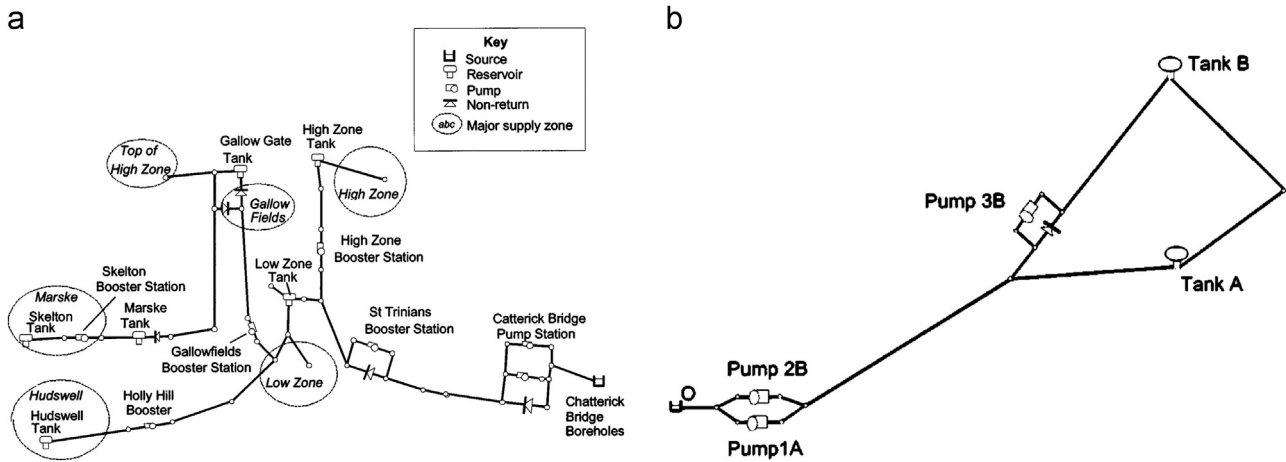 a
Key
Source
Reservoir
Pump
Non-return
abc
Major supply zone
Top of
High Zone
Gallow Gate
Tank
High Zone
Tank
High Zone
Gallow
Fields
High Zone
Booster Station
Low Zone
Tank
Skelton
Booster Station
Marske
Skelton
Tank
Marske
Tank
Gallowfields
Booster Station
St Trinians
Booster Station
Catterick Bridge
Pump Station
Low Zone
Chatterick
Bridge
Boreholes
Hudswell
Hudswell
Tank
Holly Hill
Booster
b
Tank B
Pump 3B
Tank A
Pump 2B
O
Pump1A